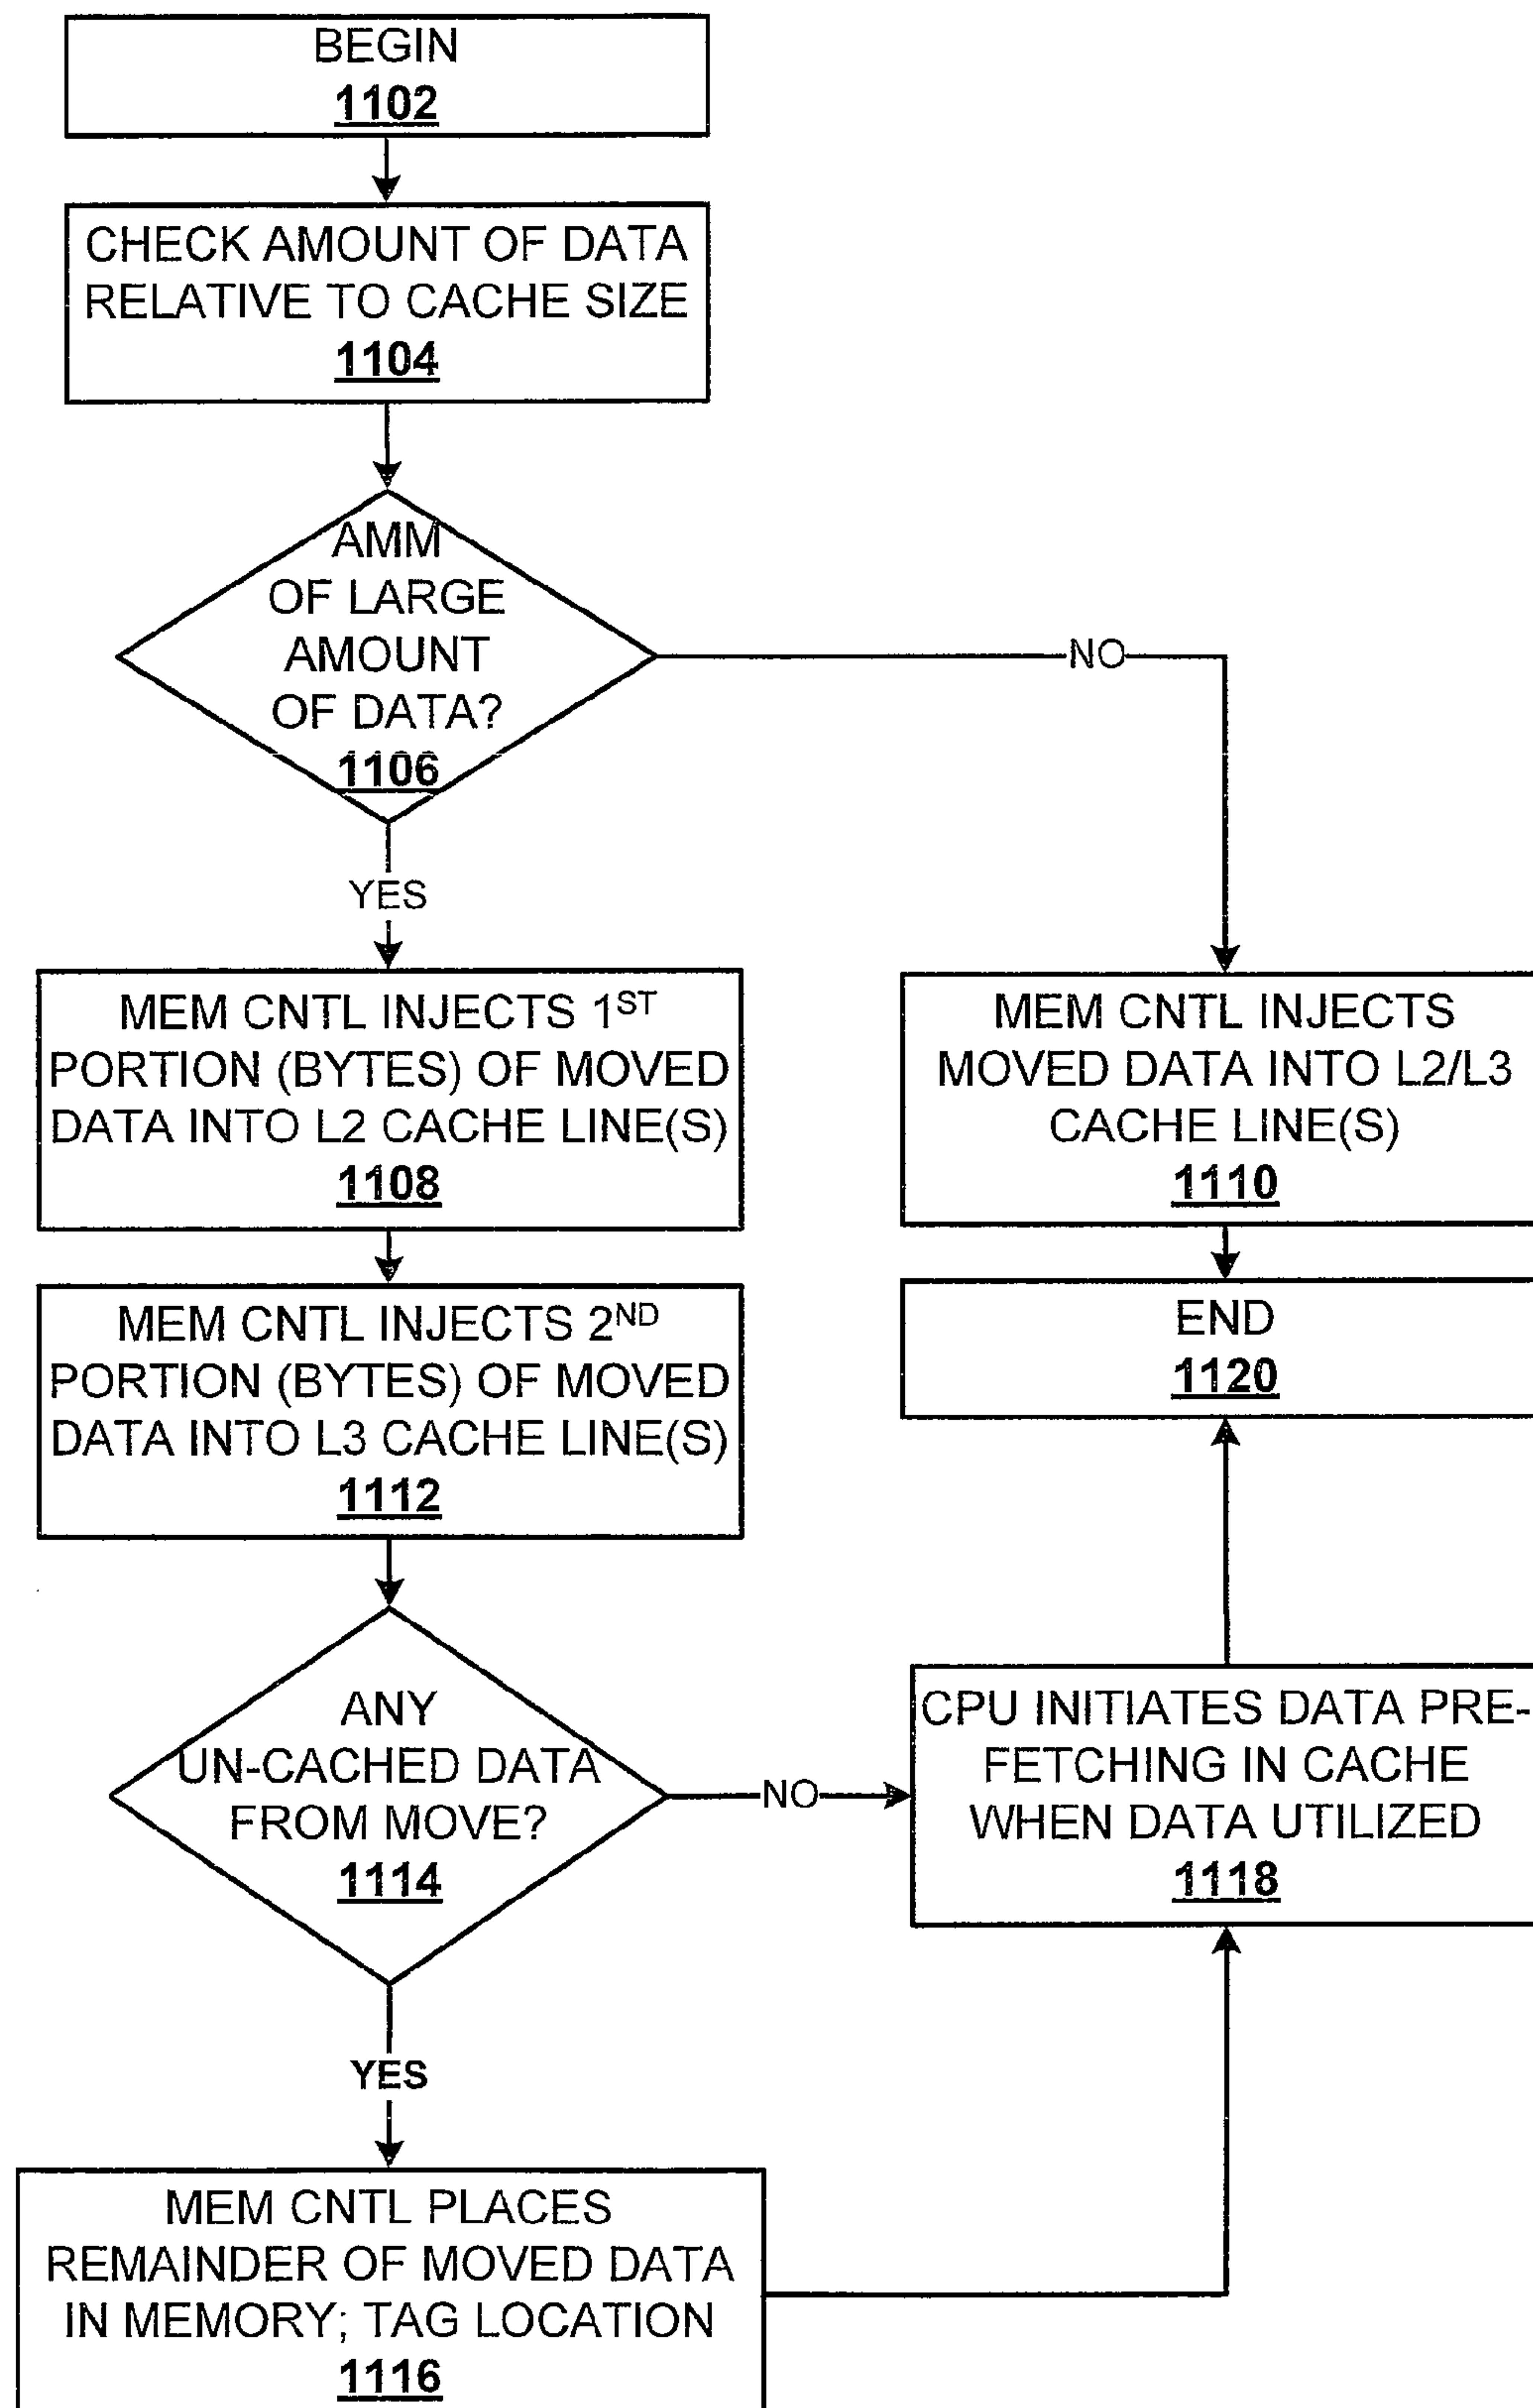 BEGIN
1102
CHECK AMOUNT OF DATA
RELATIVE TO CACHE SIZE
1104
AMM
OF LARGE
AMOUNT
OF DATA?
1106
NO
YES
MEM CNTL INJECTS 1ST
PORTION (BYTES) OF MOVED
DATA INTO L2 CACHE LINE(S)
1108
MEM CNTL INJECTS
MOVED DATA INTO L2/L3
CACHE LINE(S)
1110
MEM CNTL INJECTS 2ND
PORTION (BYTES) OF MOVED
DATA INTO L3 CACHE LINE(S)
1112
END
1120
ANY
UN-CACHED DATA
FROM MOVE?
1114
NO
CPU INITIATES DATA PRE-
FETCHING IN CACHE
WHEN DATA UTILIZED
1118
YES
MEM CNTL PLACES
REMAINDER OF MOVED DATA
IN MEMORY; TAG LOCATION
1116